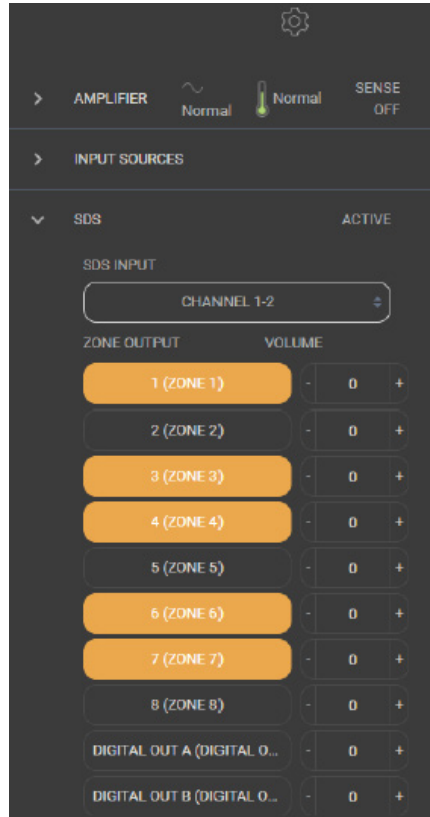 AMPLIFIER Normal Normal SENSE OFF
INPUT SOURCES
SDS ACTIVE
SDS INPUT
CHANNEL 1-2
ZONE OUTPUT VOLUME
1 (ZONE 1) - 0 +
2 (ZONE 2) - 0 +
3 (ZONE 3) - 0 +
4 (ZONE 4) - 0 +
5 (ZONE 5) - 0 +
6 (ZONE 6) - 0 +
7 (ZONE 7) - 0 +
8 (ZONE 8) - 0 +
DIGITAL OUT A (DIGITAL O... - 0 +
DIGITAL OUT B (DIGITAL O... - 0 +